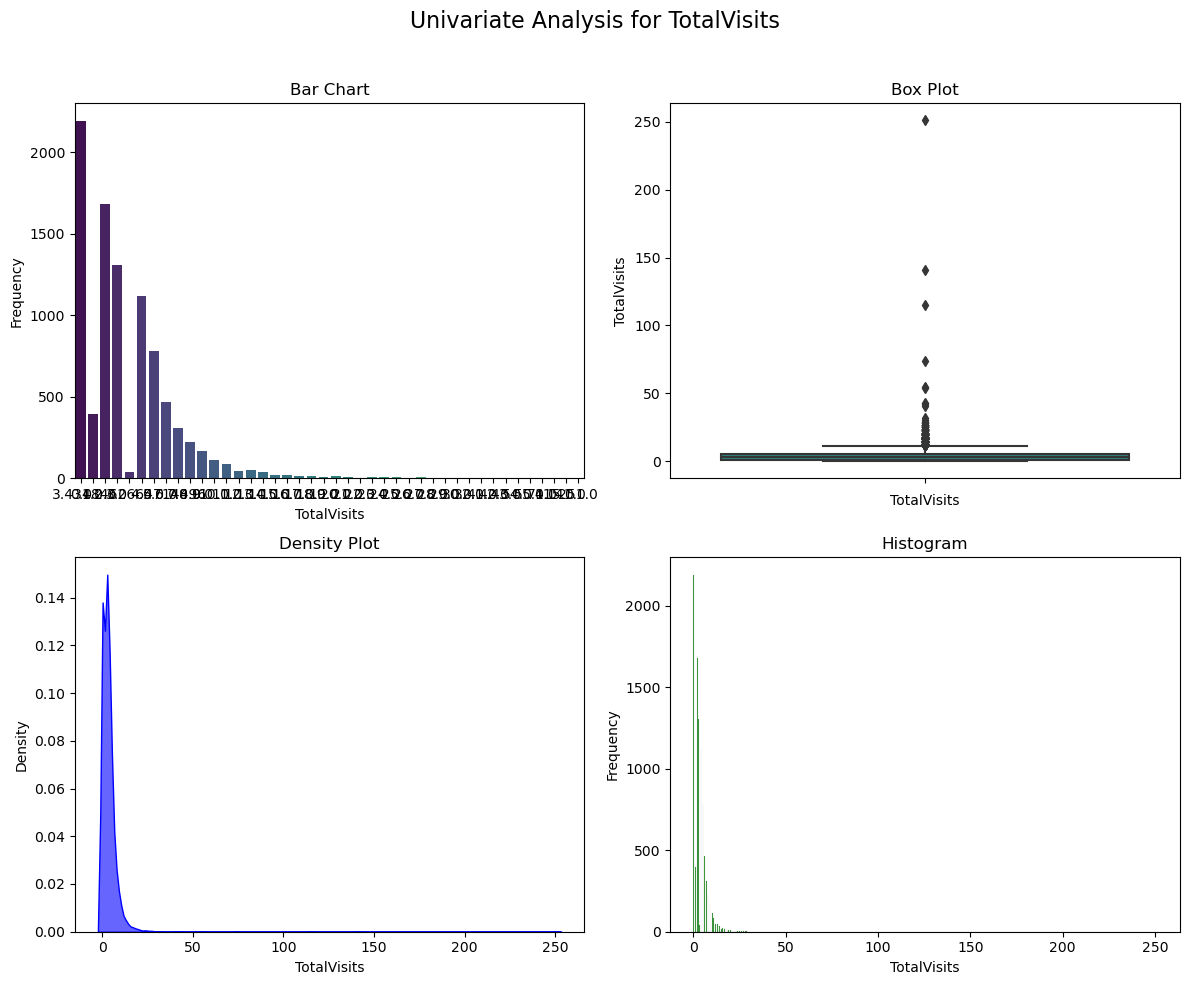 Univariate Analysis for TotalVisits
Bar Chart
2000
1500
1000
500
0
Frequency
TotalVisits
Box Plot
250
200
150
100
50
0
TotalVisits
TotalVisits
Density Plot
0.14
0.12
0.10
0.08
0.06
0.04
0.02
0.00
Density
0 50 100 150 200 250
TotalVisits
Histogram
2000
1500
1000
500
0
Frequency
0 50 100 150 200 250
TotalVisits